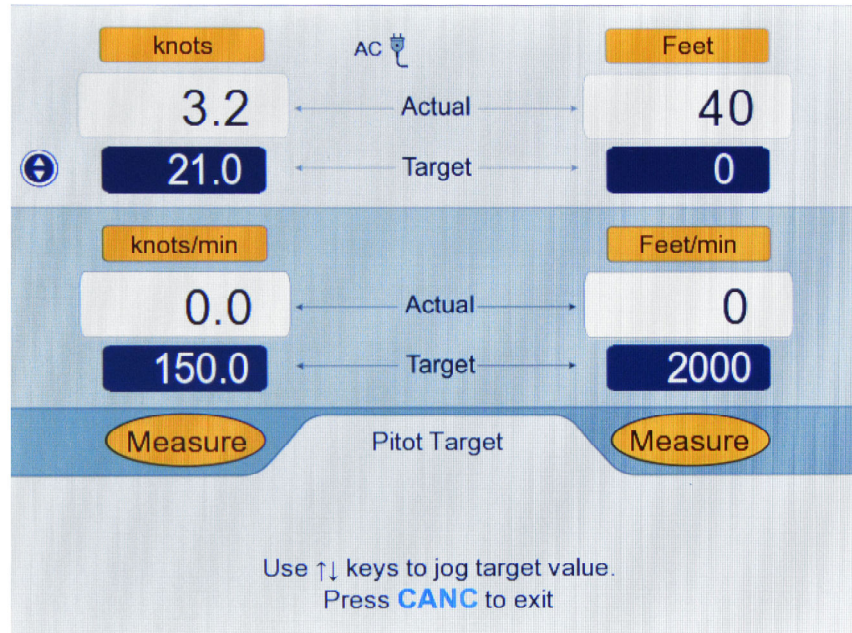 knots AC Feet
3.2 Actual 40
21.0 Target 0
knots/min Feet/min
0.0 Actual 0
150.0 Target 2000
Measure Pitot Target Measure
Use ↑↓ keys to jog target value.
Press CANC to exit